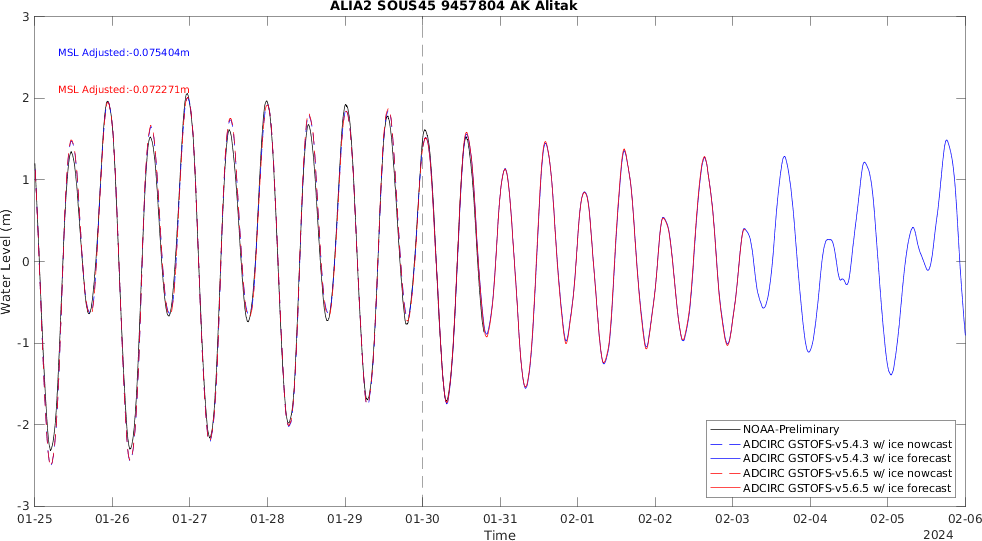 ALIA2 SOUS45 9457804 AK Alitak
MSL Adjusted:-0.075404m
MSL Adjusted:-0.072271m
Water Level (m)
3
2
1
0
-1
-2
-3
NOAA-Preliminary
ADCIRC GSTOFS-v5.4.3 w/ ice nowcast
ADCIRC GSTOFS-v5.4.3 w/ ice forecast
ADCIRC GSTOFS-v5.6.5 w/ ice nowcast
ADCIRC GSTOFS-v5.6.5 w/ ice forecast
01-25 01-26 01-27 01-28 01-29 01-30 01-31 02-01 02-02 02-03 02-04 02-05 02-06
Time
2024